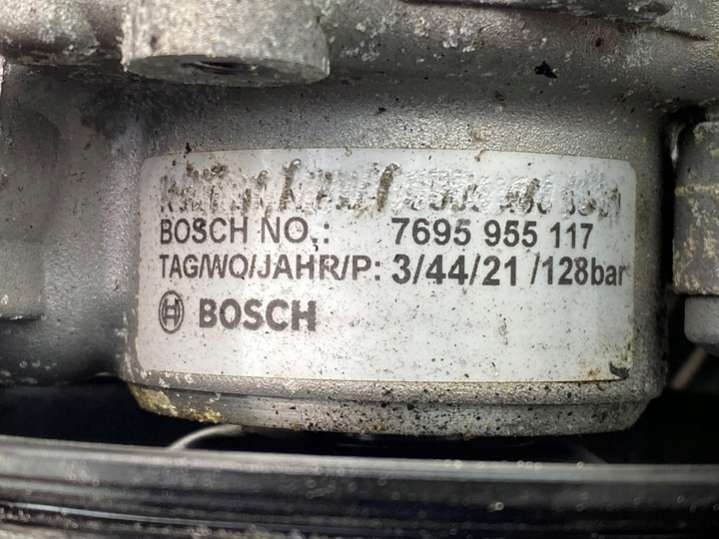 BOSCH NO.: 7695 955 117
TAG/WO/JAHR/P: 3/44/21 /128bar
BOSCH